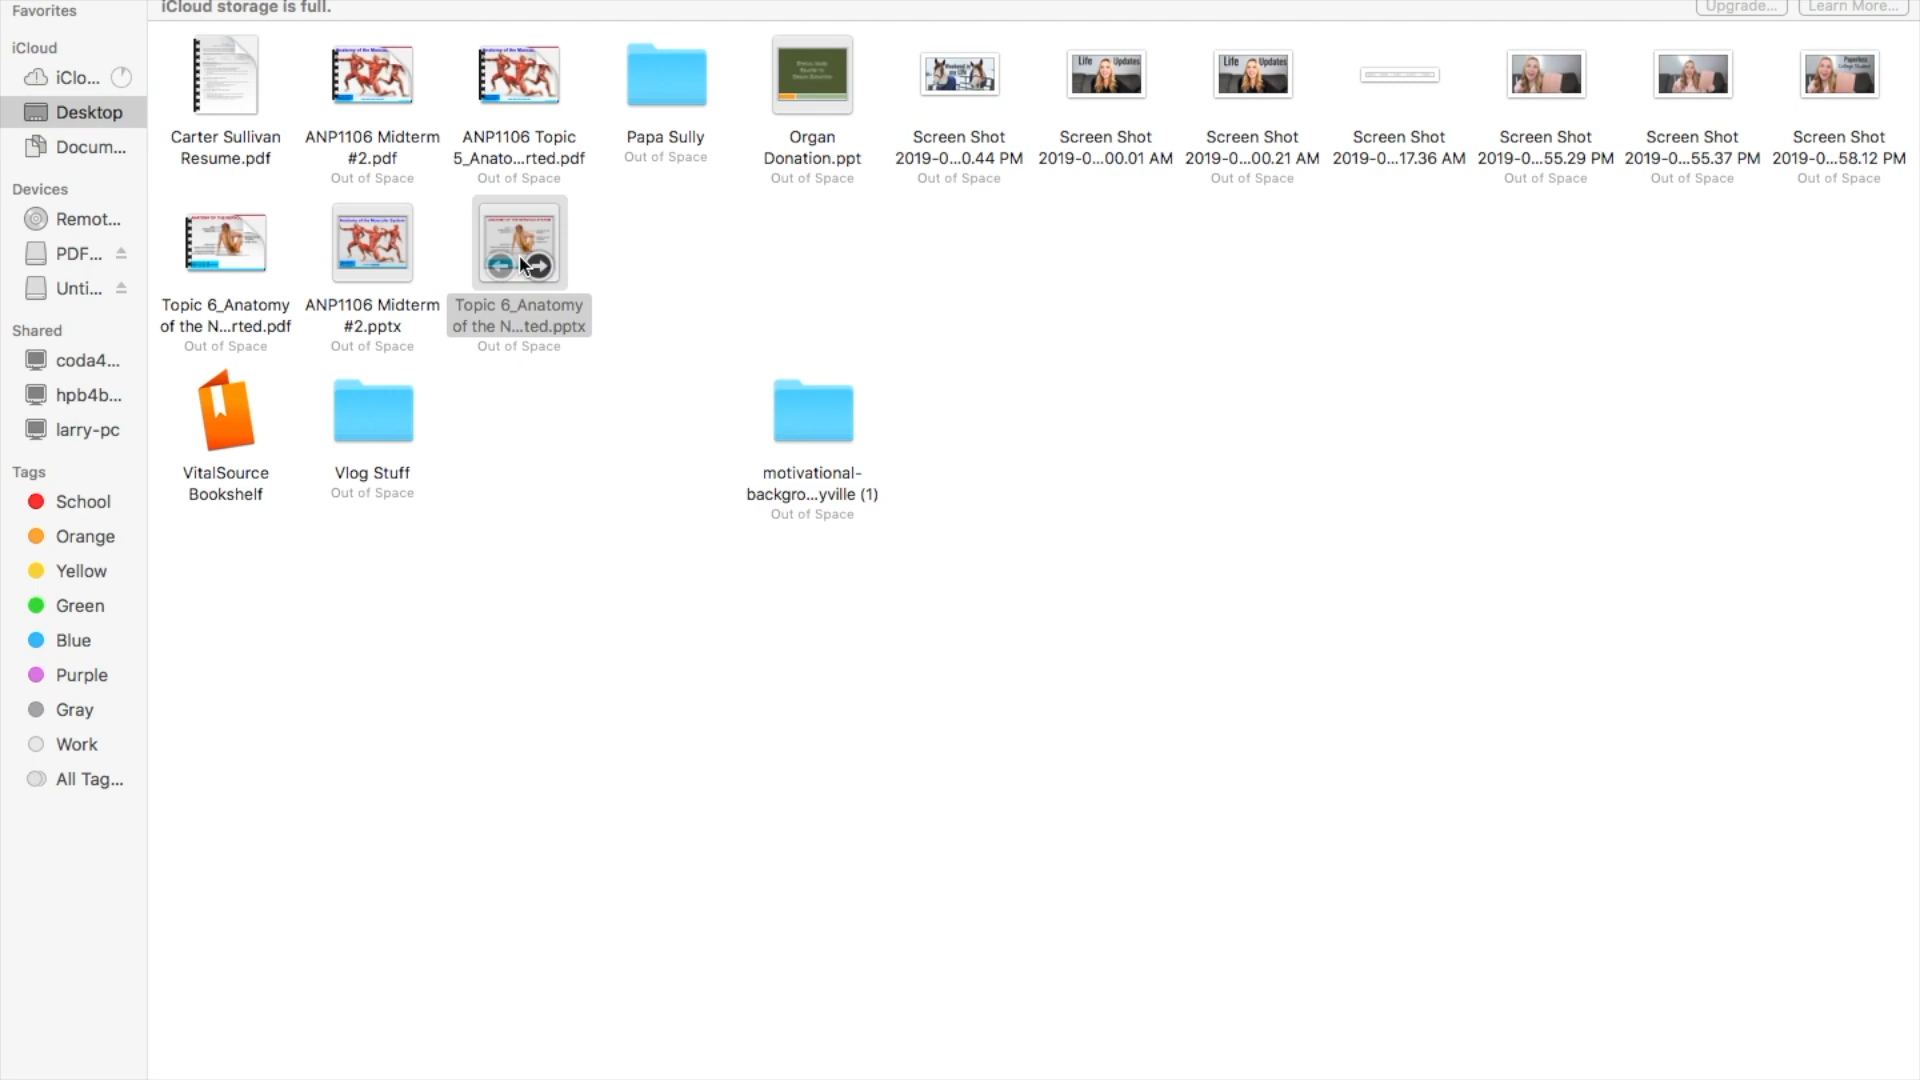 Favorites
iCloud
iClo...
Desktop
Docum...
Devices
Remot...
PDF...
Unti...
Shared
coda4...
hpb4b...
larry-pc
Tags
School
Orange
Yellow
Green
Blue
Purple
Gray
Work
All Tag...
iCloud storage is full.
Upgrade...
Learn More...
Carter Sullivan
Resume.pdf
ANP1106 Midterm
#2.pdf
Out of Space
ANP1106 Topic
5_Anato...rted.pdf
Out of Space
Papa Sully
Out of Space
Organ
Donation.ppt
Out of Space
Screen Shot
2019-0...0.44 PM
Out of Space
Life Updates
Screen Shot
2019-0...00.01 AM
Life Updates
Screen Shot
2019-0...00.21 AM
Out of Space
Screen Shot
2019-0...17.36 AM
Screen Shot
2019-0...55.29 PM
Out of Space
Screen Shot
2019-0...55.37 PM
Out of Space
Screen Shot
2019-0...58.12 PM
Out of Space
Topic 6_Anatomy
of the N...rted.pdf
Out of Space
ANP1106 Midterm
#2.pptx
Out of Space
Topic 6_Anatomy
of the N...ted.pptx
Out of Space
VitalSource
Bookshelf
Vlog Stuff
Out of Space
motivational-
backgro...yville (1)
Out of Space